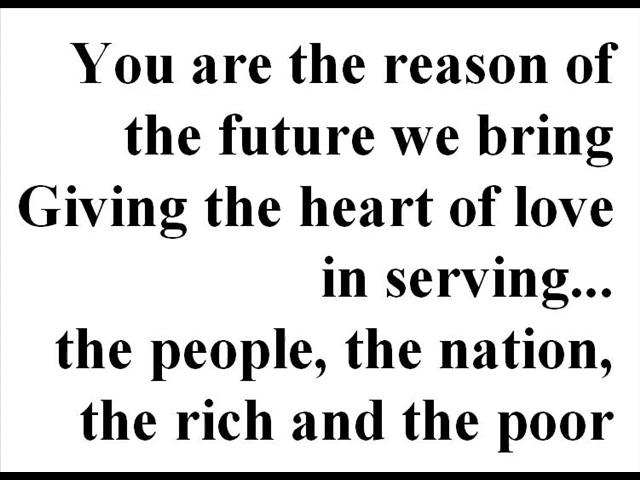 You are the reason of
the future we bring
Giving the heart of love
in serving...
the people, the nation,
the rich and the poor